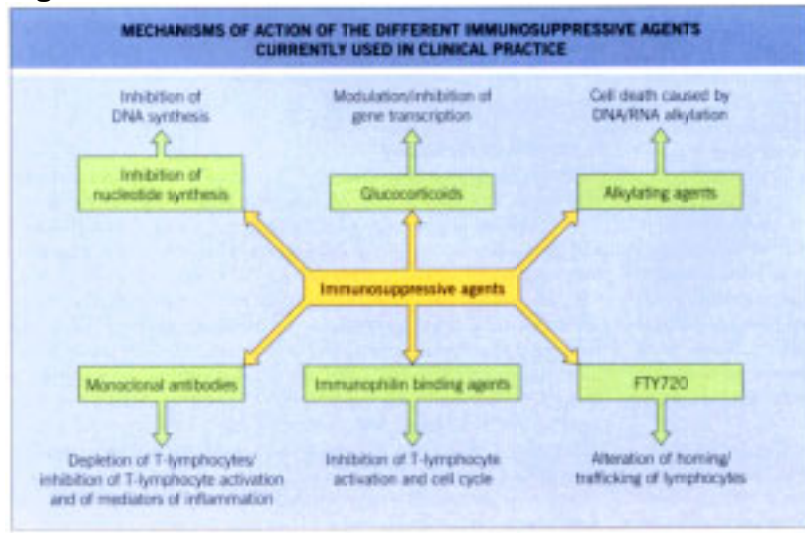 MECHANISMS OF ACTION OF THE DIFFERENT IMMUNOSUPPRESSIVE AGENTS
CURRENTLY USED IN CLINICAL PRACTICE
Inhibition of
DNA synthesis
Modulation/inhibition of
gene transcription
Cell death caused by
DNA/RNA alkylation
Inhibition of
nucleotide synthesis
Glucocorticoids
Alkylating agents
Immunosuppressive agents
Monoclonal antibodies
Immunophilin binding agents
FTY720
Depletion of T-lymphocytes/
inhibition of T-lymphocyte activation
and of mediators of inflammation
Inhibition of T-lymphocyte
activation and cell cycle
Alteration of homing/
trafficking of lymphocytes